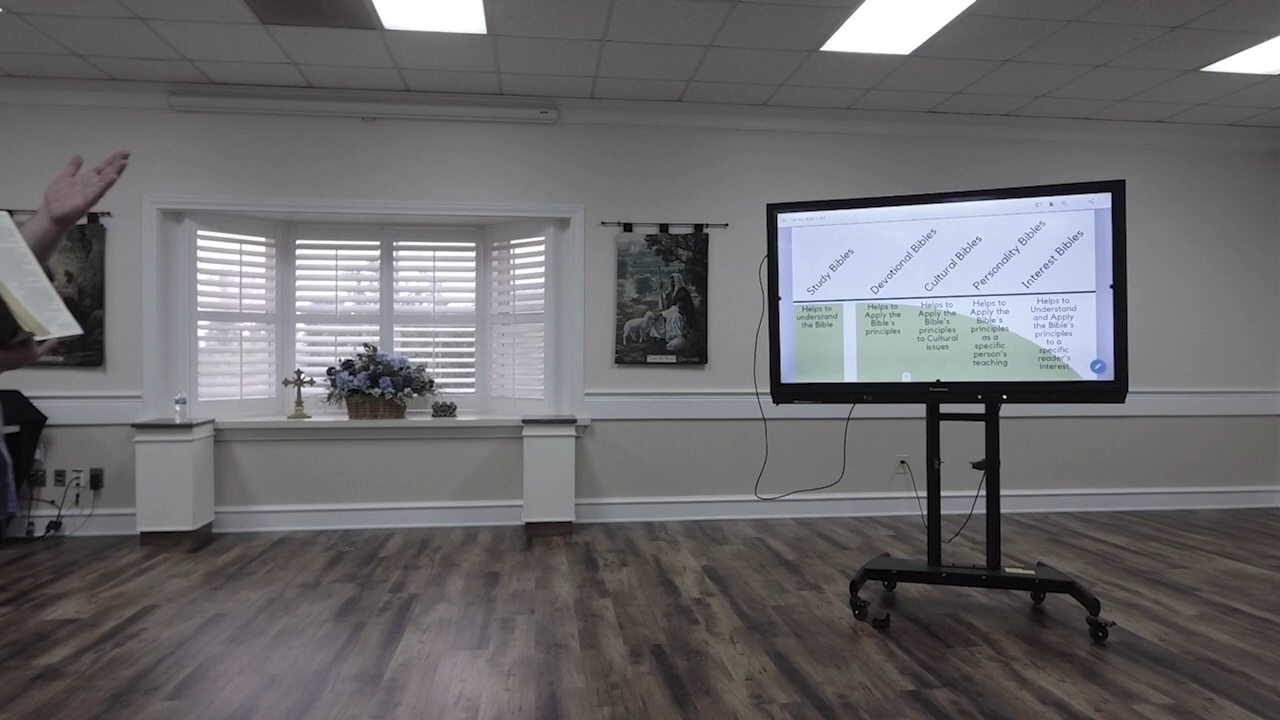 Study Bibles
Devotional Bibles
Cultural Bibles
Personality Bibles
Interest Bibles
Helps to
understand
the Bible
Helps to
Apply the
Bible's
principles
Helps to
Apply the
Bible's
principles
to Cultural
issues
Helps to
Apply the
Bible's
principles
as a
specific
person's
teaching
Helps to
Understand
and Apply
the Bible's
principles
to a
specific
reader's
Interest